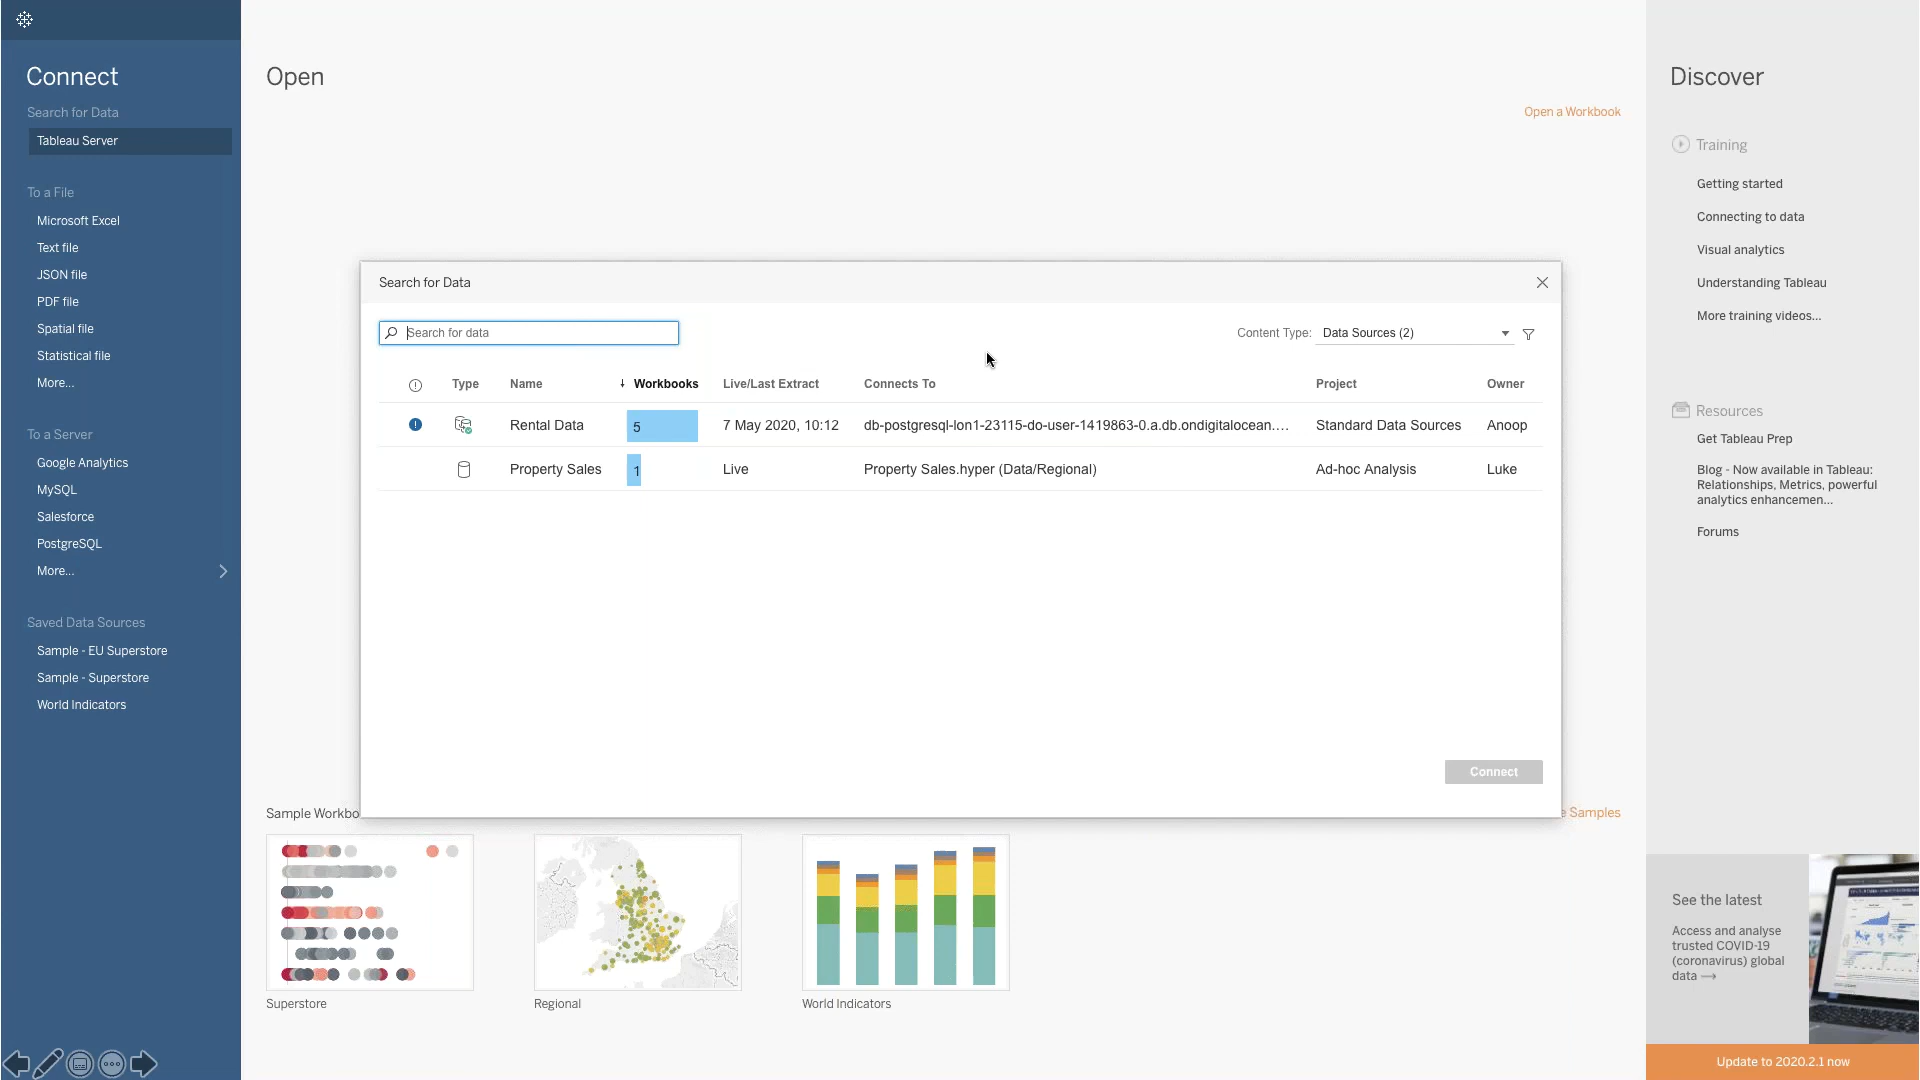 Connect
Search for Data
Tableau Server
To a File
Microsoft Excel
Text file
JSON file
PDF file
Spatial file
Statistical file
More...
To a Server
Google Analytics
MySQL
Salesforce
PostgreSQL
More...
Saved Data Sources
Sample - EU Superstore
Sample - Superstore
World Indicators
Open
Open a Workbook
Search for Data
Search for data
Content Type: Data Sources (2)
Type Name Workbooks Live/Last Extract Connects To Project Owner
Rental Data 5 7 May 2020, 10:12 db-postgresql-lon1-23115-do-user-1419863-0.a.db.ondigitalocean.... Standard Data Sources Anoop
Property Sales 1 Live Property Sales.hyper (Data/Regional) Ad-hoc Analysis Luke
Connect
Sample Workbo
e Samples
Superstore
Regional
World Indicators
Discover
Training
Getting started
Connecting to data
Visual analytics
Understanding Tableau
More training videos...
Resources
Get Tableau Prep
Blog - Now available in Tableau:
Relationships, Metrics, powerful
analytics enhancemen...
Forums
See the latest
Access and analyse
trusted COVID-19
(coronavirus) global
data →
Update to 2020.2.1 now